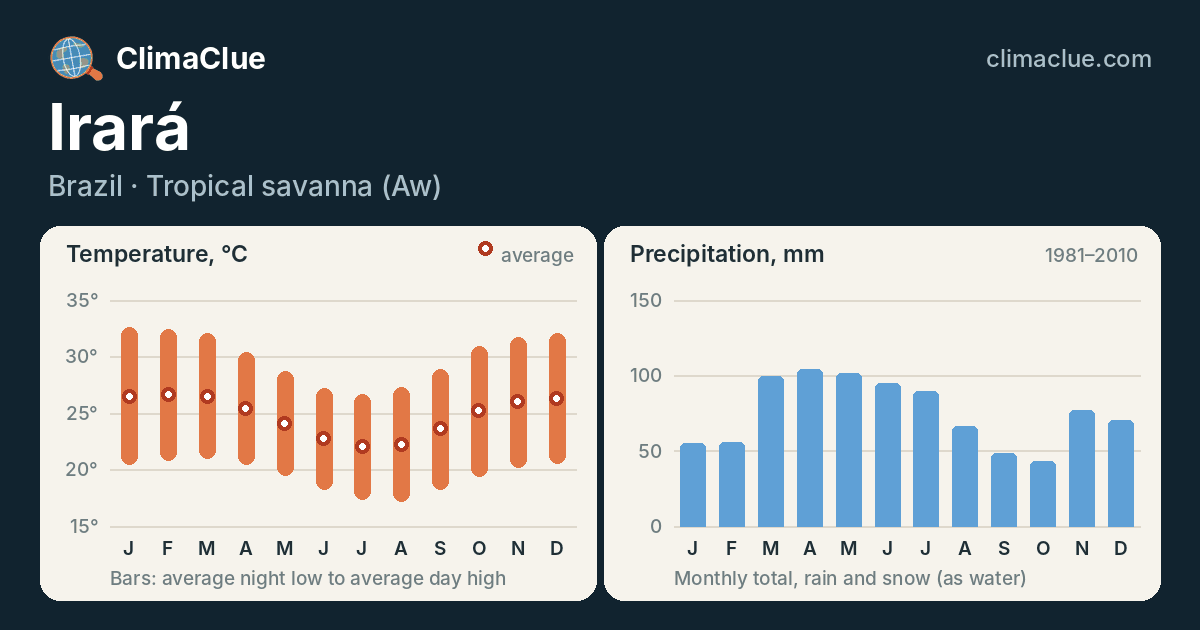 ClimaClue
climaclue.com
Irará
Brazil · Tropical savanna (Aw)
Temperature, °C
average
35°
30°
25°
20°
15°
J F M A M J J A S O N D
Bars: average night low to average day high
Precipitation, mm
1981–2010
150
100
50
0
J F M A M J J A S O N D
Monthly total, rain and snow (as water)